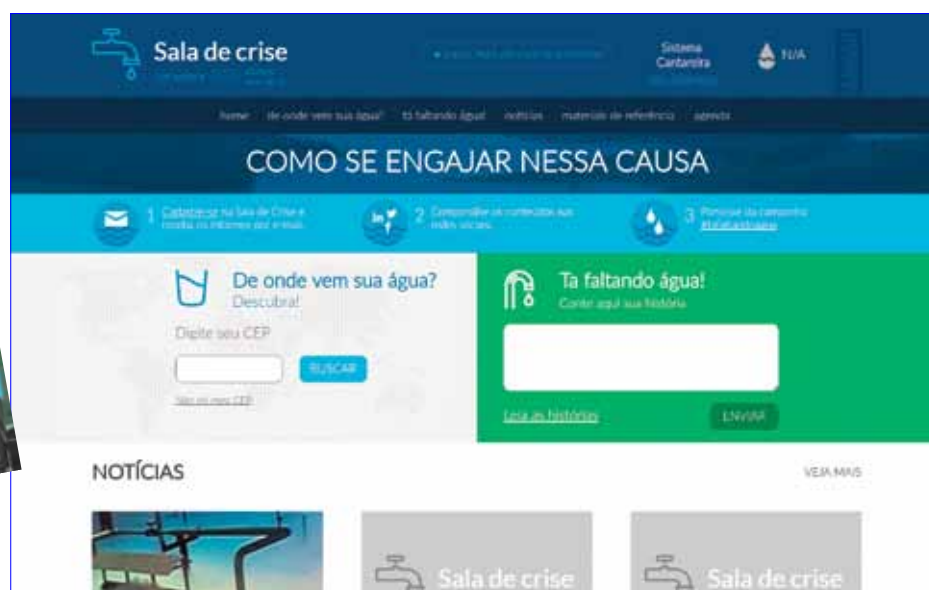 Sala de crise
Sistema
Cantareira
N/A
home de onde vem sua água? tá faltando água! notícias materiais de referência agenda
COMO SE ENGAJAR NESSA CAUSA
1 Cadastre-se na Sala de Crise e
receba os informes por e-mail.
2 Compartilhe os conteúdos nas
redes sociais.
3 Participe da campanha
#tafaltandoagua
De onde vem sua água?
Descubra!
Digite seu CEP
BUSCAR
Não sei meu CEP
Ta faltando água!
Conte aqui sua história
Leia as histórias
ENVIAR
NOTÍCIAS
VEJA MAIS
Sala de crise
Sala de crise